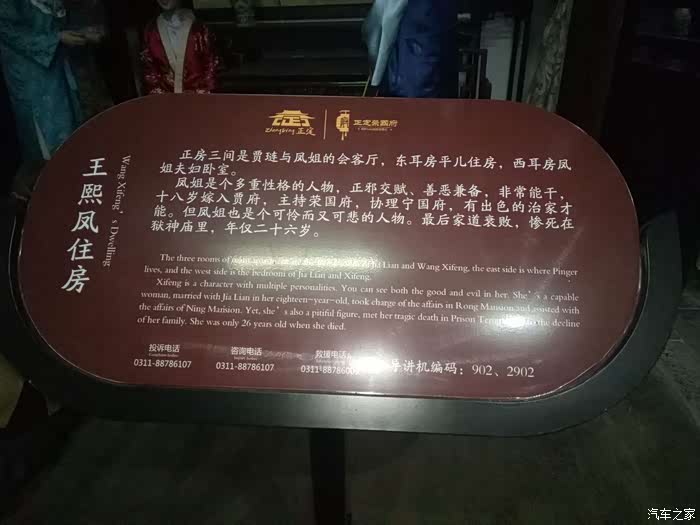 Zhengding 正定
正定荣国府
王熙凤住房
Wang Xifeng's Dwelling
正房三间是贾琏与凤姐的会客厅，东耳房平儿住房，西耳房凤
姐夫妇卧室。
凤姐是个多重性格的人物，正邪交赋、善恶兼备，非常能干，
十八岁嫁入贾府，主持荣国府，协理宁国府，有出色的治家才
能。但凤姐也是个可怜而又可悲的人物。最后家道衰败，惨死在
狱神庙里，年仅二十六岁。
The three rooms of Jia Lian and Wang Xifeng, the east side is where Pinger
lives, and the west side is the bedroom of Jia Lian and Xifeng.
Xifeng is a character with multiple personalities. You can see both the good and evil in her. She's a capable
woman, married with Jia Lian in her eighteen-year-old, took charge of the affairs in Rong Mansion and assisted with
the affairs of Ning Mansion. Yet, she's also a pitiful figure, met her tragic death in Prison the decline
of her family. She was only 26 years old when she died.
投诉电话 咨询电话 救援电话
0311-88786107 0311-88786107 0311-8878610
导讲机编码：902、2902
汽车之家